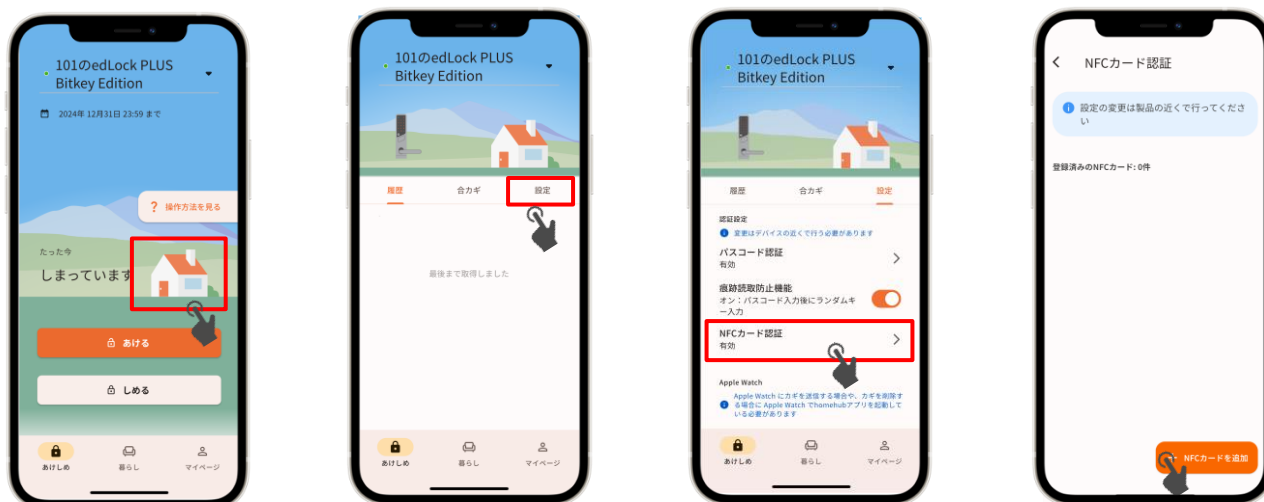 101のedLock PLUS
Bitkey Edition
2024年 12月31日 23:59 まで
? 操作方法を見る
たった今
しまっています
あける
しめる
あけしめ
暮らし
マイページ
101のedLock PLUS
Bitkey Edition
履歴
合カギ
設定
最後まで取得しました
あけしめ
暮らし
マイページ
101のedLock PLUS
Bitkey Edition
履歴
合カギ
設定
認証設定
変更はデバイスの近くで行う必要があります
パスコード認証
有効
痕跡読取防止機能
オン：パスコード入力後にランダムキ
ー入力
NFCカード認証
有効
Apple Watch
Apple Watch にカギを送信する場合や、カギを削除す
る場合に Apple Watch でhomehubアプリを起動して
いる必要があります
あけしめ
暮らし
マイページ
NFCカード認証
設定の変更は製品の近くで行ってくださ
い
登録済みのNFCカード: 0件
NFCカードを追加